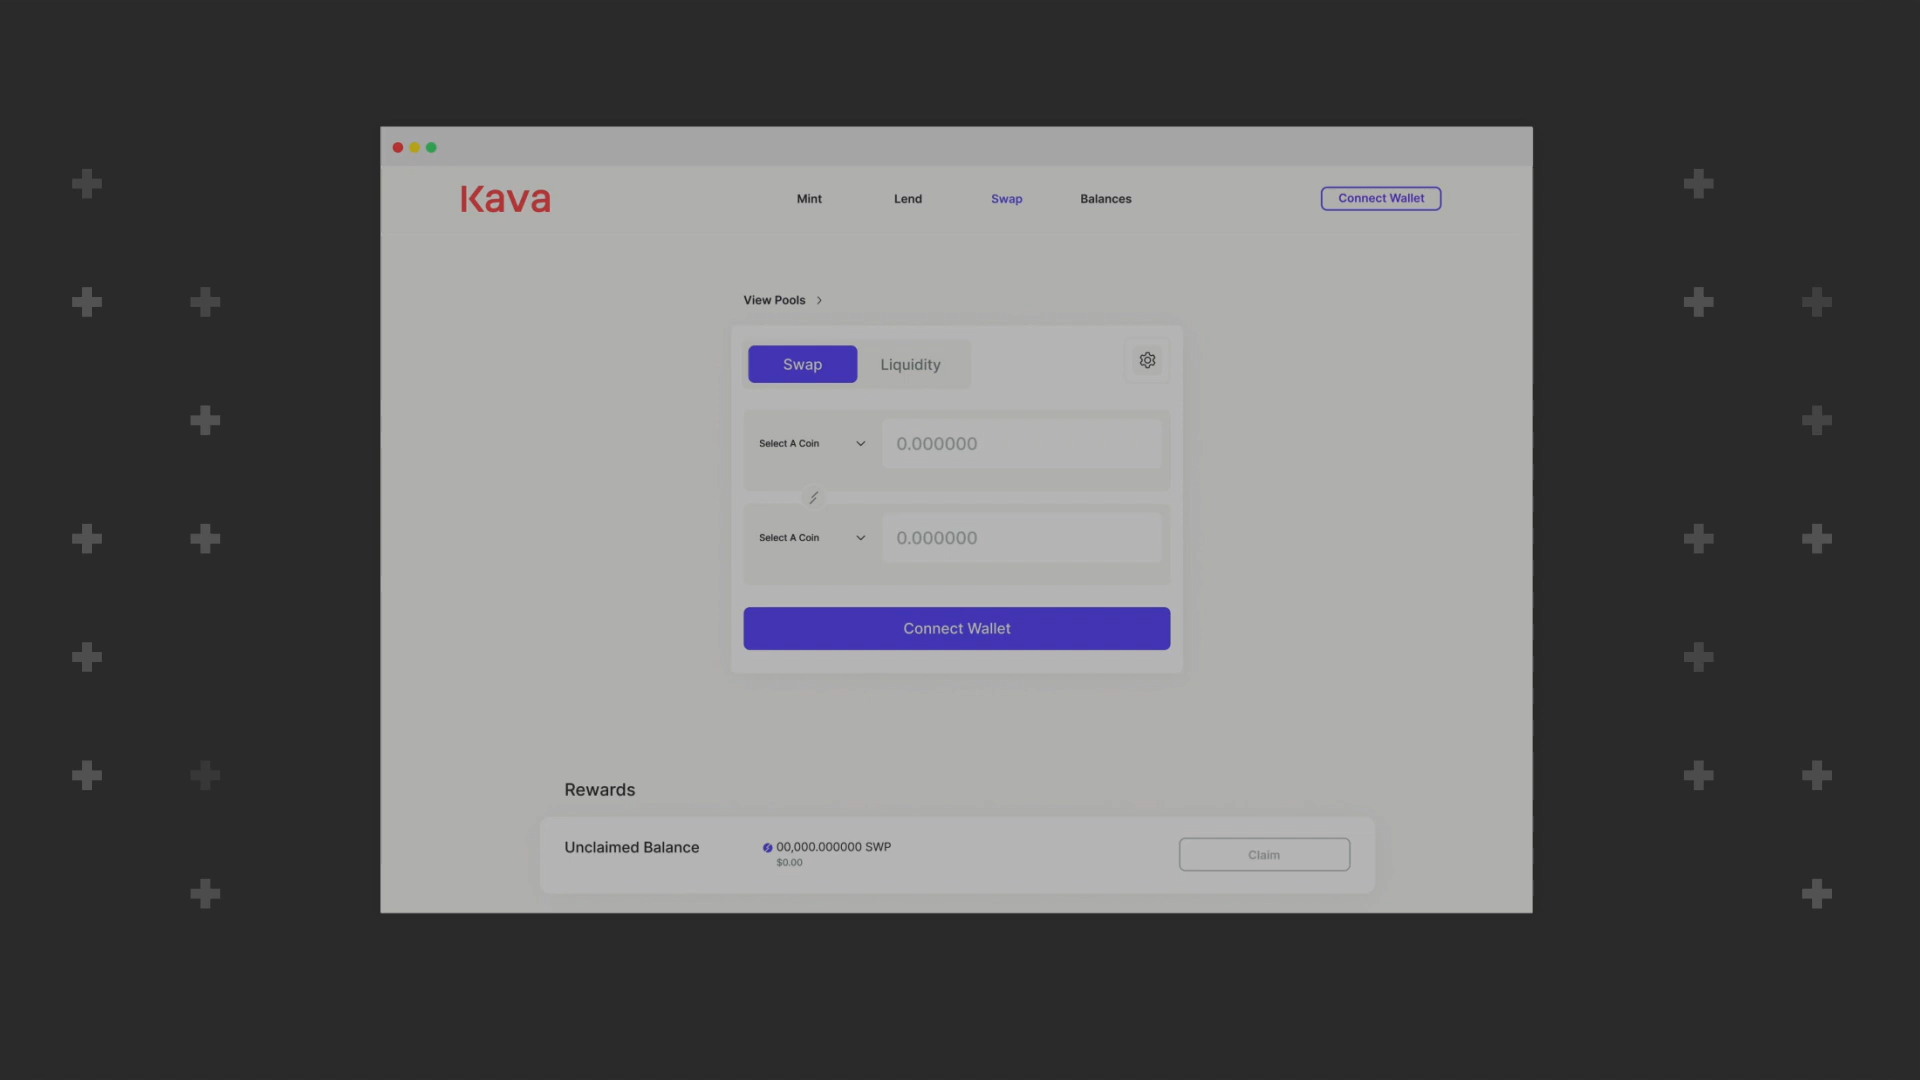 Kava
Mint
Lend
Swap
Balances
Connect Wallet
View Pools
Swap
Liquidity
Select A Coin
0.000000
Select A Coin
0.000000
Connect Wallet
Rewards
Unclaimed Balance
00,000.000000 SWP
$0.00
Claim